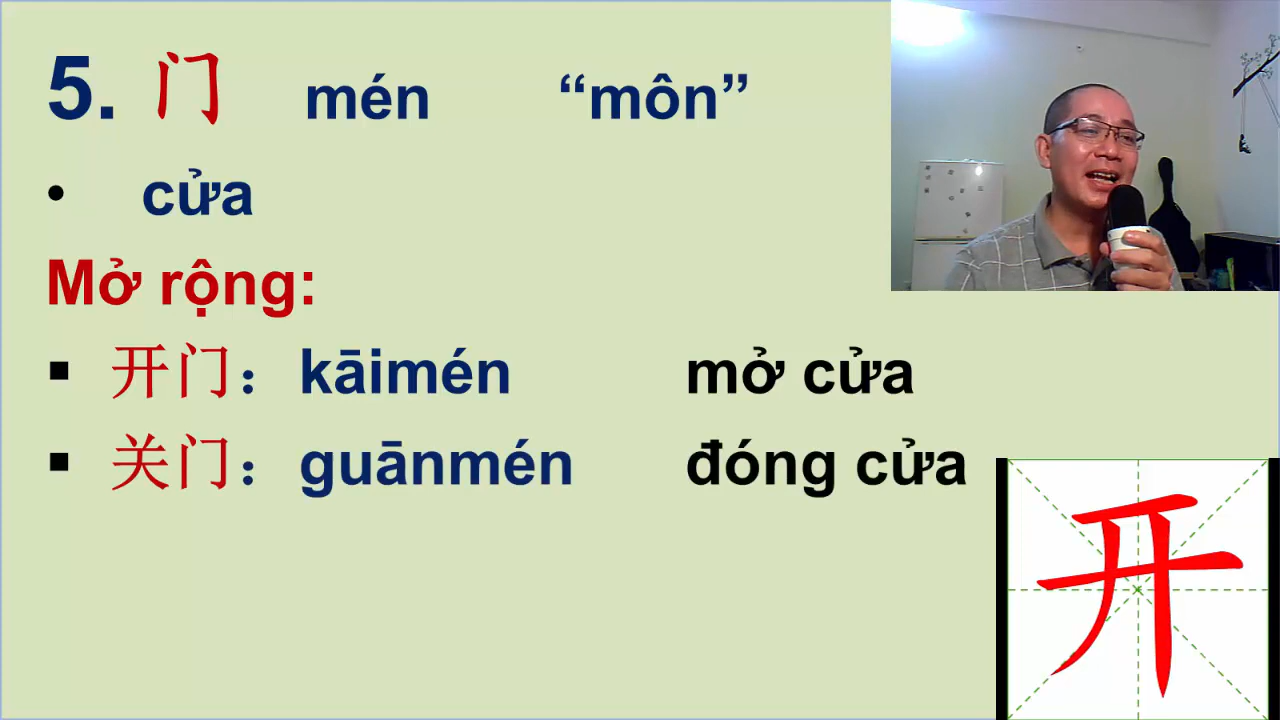 5. 门 mén “môn”
• cửa
Mở rộng:
▪ 开门： kāimén mở cửa
▪ 关门： guānmén đóng cửa
开